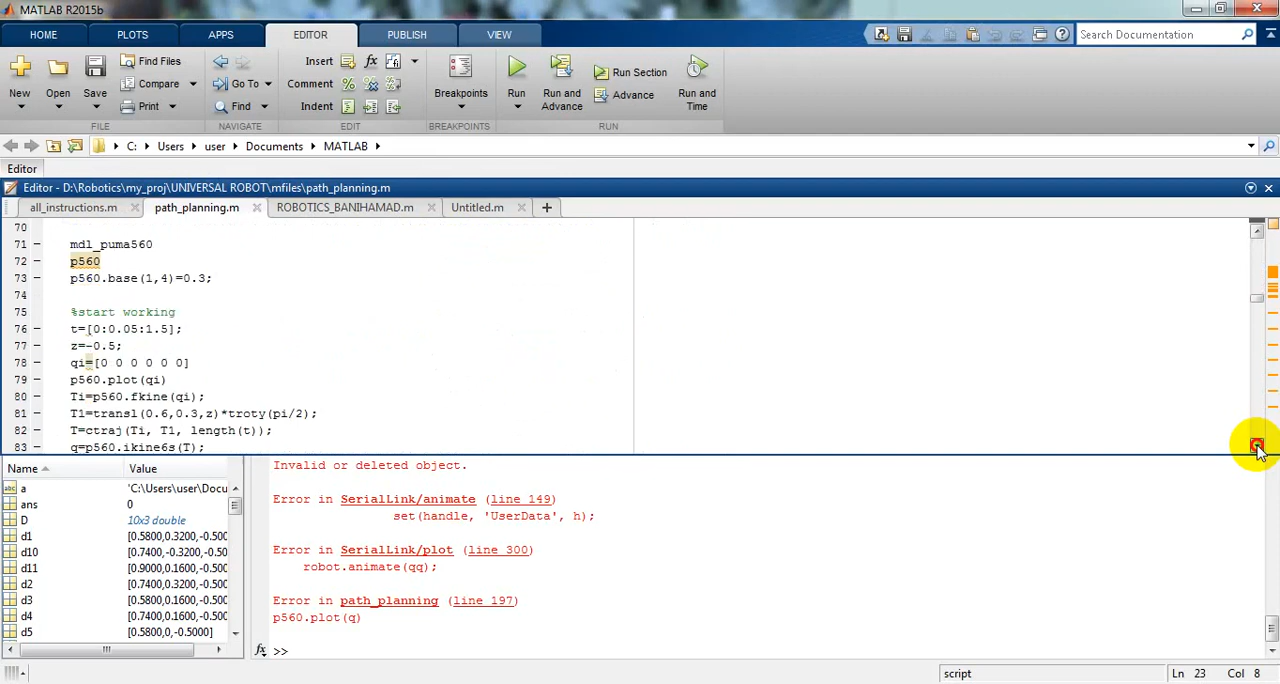 MATLAB R2015b
HOME PLOTS APPS EDITOR PUBLISH VIEW
Search Documentation
New Open Save Find Files Compare Print
Go To Find
Insert Comment Indent
Breakpoints
Run Run and Advance Run Section Advance Run and Time
FILE NAVIGATE EDIT BREAKPOINTS RUN
C: Users user Documents MATLAB
Editor
Editor - D:\Robotics\my_proj\UNIVERSAL ROBOT\mfiles\path_planning.m
all_instructions.m path_planning.m ROBOTICS_BANIHAMAD.m Untitled.m
70
71 – mdl_puma560
72 – p560
73 – p560.base(1,4)=0.3;
74
75 %start working
76 – t=[0:0.05:1.5];
77 – z=-0.5;
78 – qi=[0 0 0 0 0 0]
79 – p560.plot(qi)
80 – Ti=p560.fkine(qi);
81 – T1=transl(0.6,0.3,z)*troty(pi/2);
82 – T=ctraj(Ti, T1, length(t));
83 – q=p560.ikine6s(T);
Name Value
a 'C:\Users\user\Docu
ans 0
D 10x3 double
d1 [0.5800,0.3200,-0.500
d10 [0.7400,-0.3200,-0.50
d11 [0.9000,0.1600,-0.500
d2 [0.7400,0.3200,-0.500
d3 [0.5800,0.1600,-0.500
d4 [0.7400,0.1600,-0.500
d5 [0.5800,0,-0.5000]
Invalid or deleted object.
Error in SerialLink/animate (line 149)
set(handle, 'UserData', h);
Error in SerialLink/plot (line 300)
robot.animate(qq);
Error in path_planning (line 197)
p560.plot(q)
fx >>
script Ln 23 Col 8